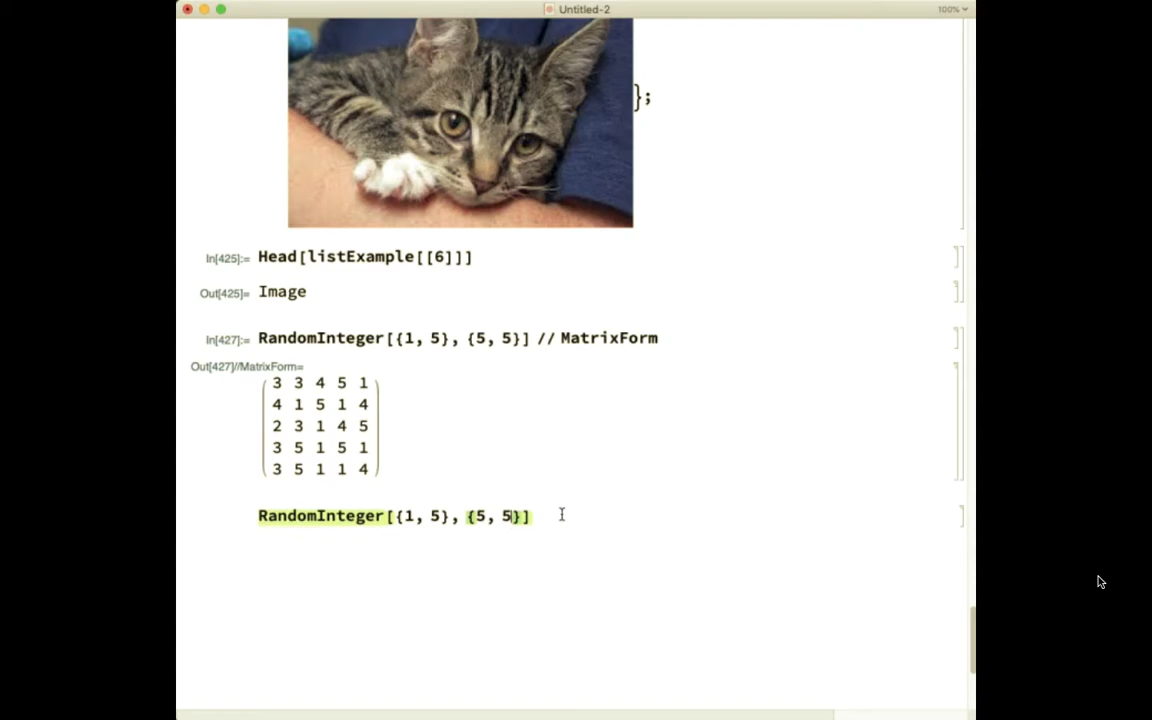 Untitled-2
100%
};
In[425]:= Head[listExample[[6]]]
Out[425]= Image
In[427]:= RandomInteger[{1, 5}, {5, 5}] // MatrixForm
Out[427]//MatrixForm=
3 3 4 5 1
4 1 5 1 4
2 3 1 4 5
3 5 1 5 1
3 5 1 1 4
RandomInteger[{1, 5}, {5, 5}]